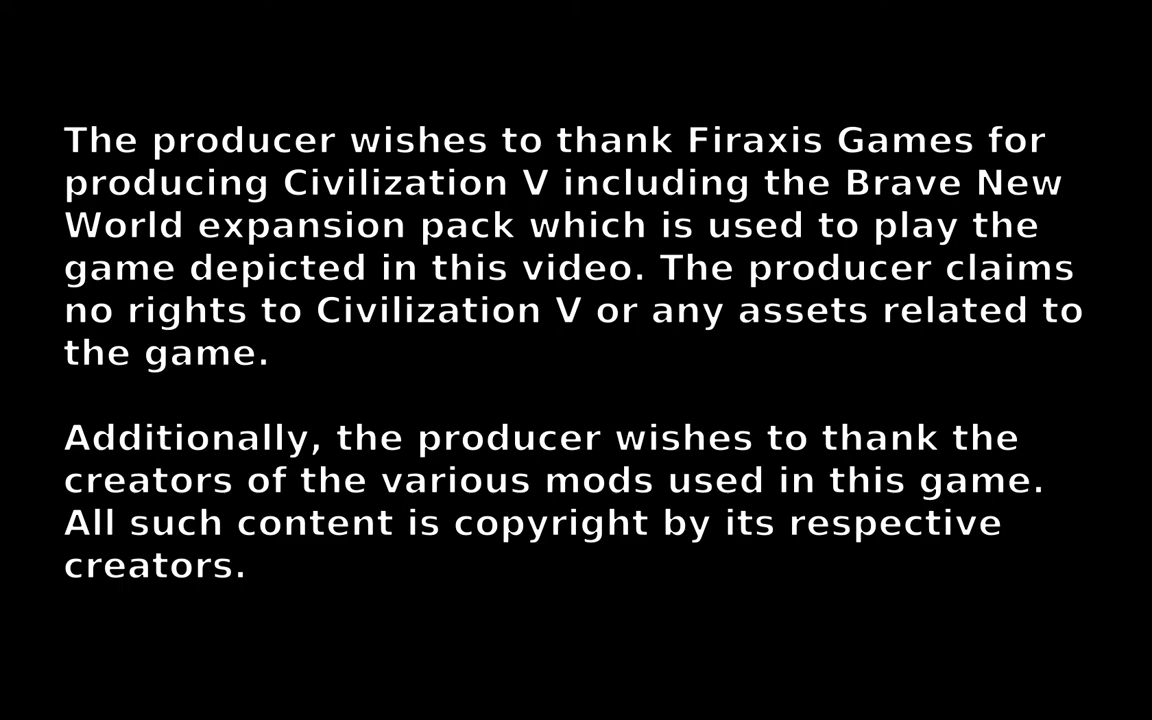 The producer wishes to thank Firaxis Games for
producing Civilization V including the Brave New
World expansion pack which is used to play the
game depicted in this video. The producer claims
no rights to Civilization V or any assets related to
the game.
Additionally, the producer wishes to thank the
creators of the various mods used in this game.
All such content is copyright by its respective
creators.